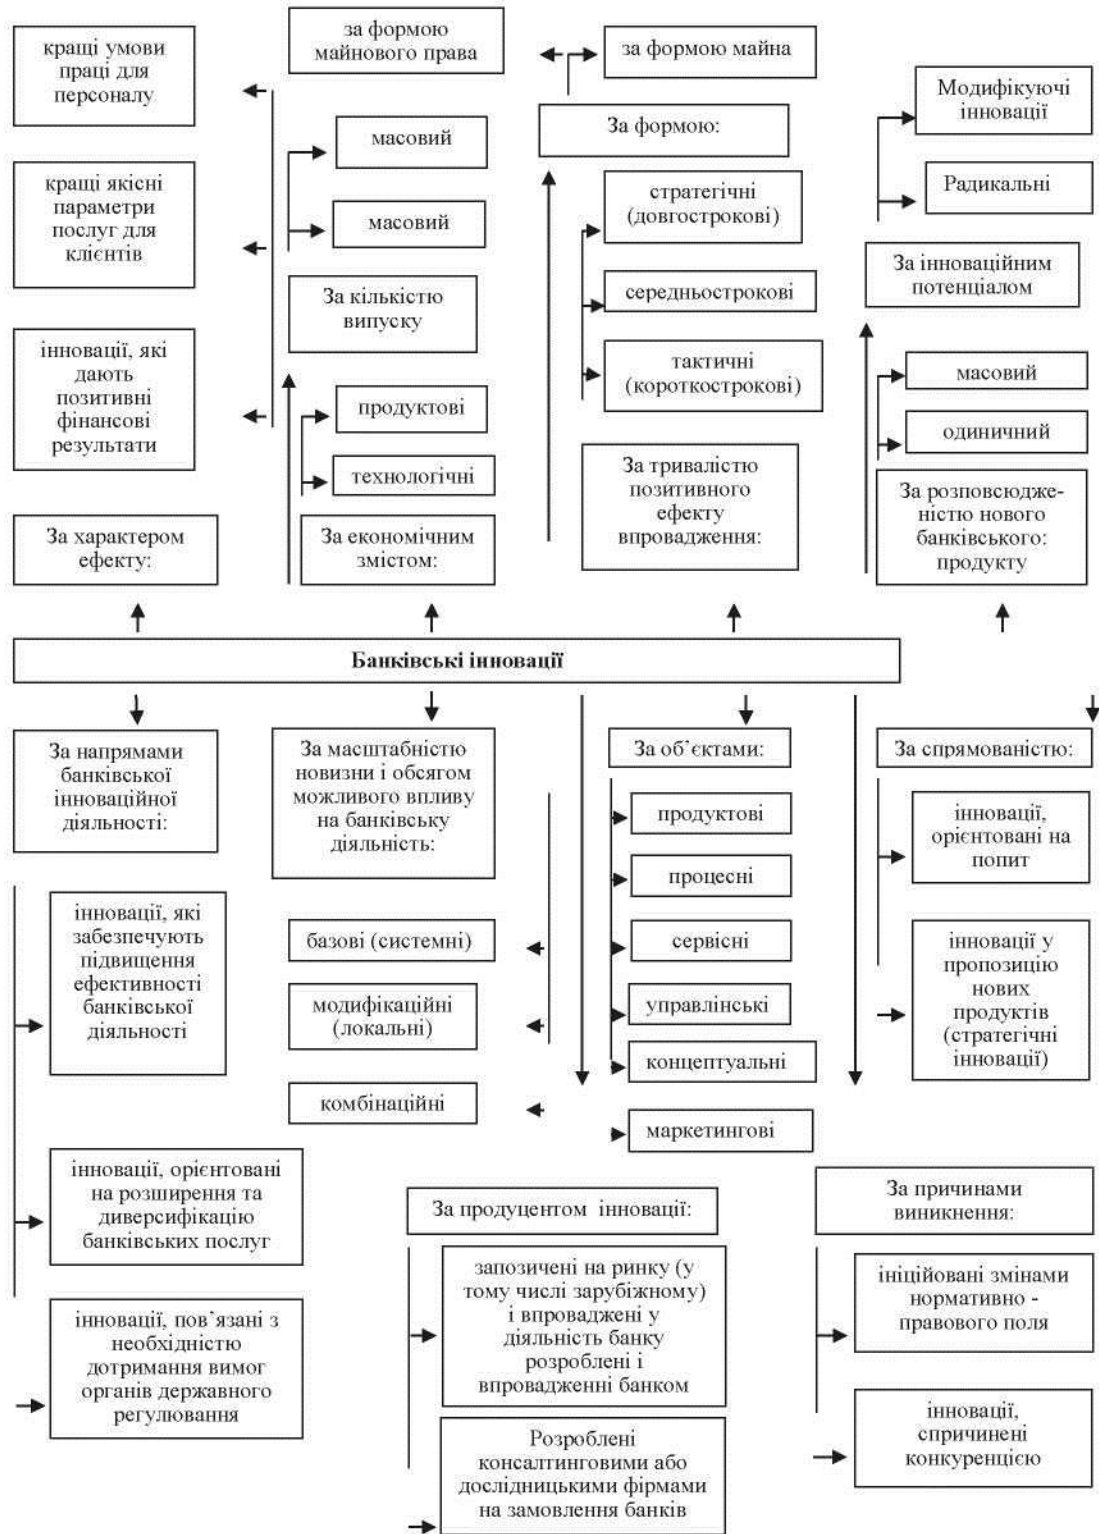 кращі умови
праці для
персоналу
кращі якісні
параметри
послуг для
клієнтів
інновації, які
дають
позитивні
фінансові
результати
За характером
ефекту:
за формою
майнового права
за формою майна
За формою:
масовий
масовий
За кількістю
випуску
продуктові
технологічні
За економічним
змістом:
стратегічні
(довгострокові)
середньострокові
тактичні
(короткострокові)
За тривалістю
позитивного
ефекту
впровадження:
Модифікуючі
інновації
Радикальні
За інноваційним
потенціалом
масовий
одиничний
За розповсюдже-
ністю нового
банківського:
продукту
Банківські інновації
За напрямами
банківської
інноваційної
діяльності:
інновації, які
забезпечують
підвищення
ефективності
банківської
діяльності
інновації, орієнтовані
на розширення та
диверсифікацію
банківських послуг
інновації, пов’язані з
необхідністю
дотримання вимог
органів державного
регулювання
За масштабністю
новизни і обсягом
можливого впливу
на банківську
діяльність:
базові (системні)
модифікаційні
(локальні)
комбінаційні
За об’єктами:
продуктові
процесні
сервісні
управлінські
концептуальні
маркетингові
За спрямованістю:
інновації,
орієнтовані на
попит
інновації у
пропозицію
нових
продуктів
(стратегічні
інновації)
За продуцентом інновації:
запозичені на ринку (у
тому числі зарубіжному)
і впроваджені у
діяльність банку
розроблені і
впровадженні банком
Розроблені
консалтинговими або
дослідницькими фірмами
на замовлення банків
За причинами
виникнення:
ініційовані змінами
нормативно -
правового поля
інновації,
спричинені
конкуренцією